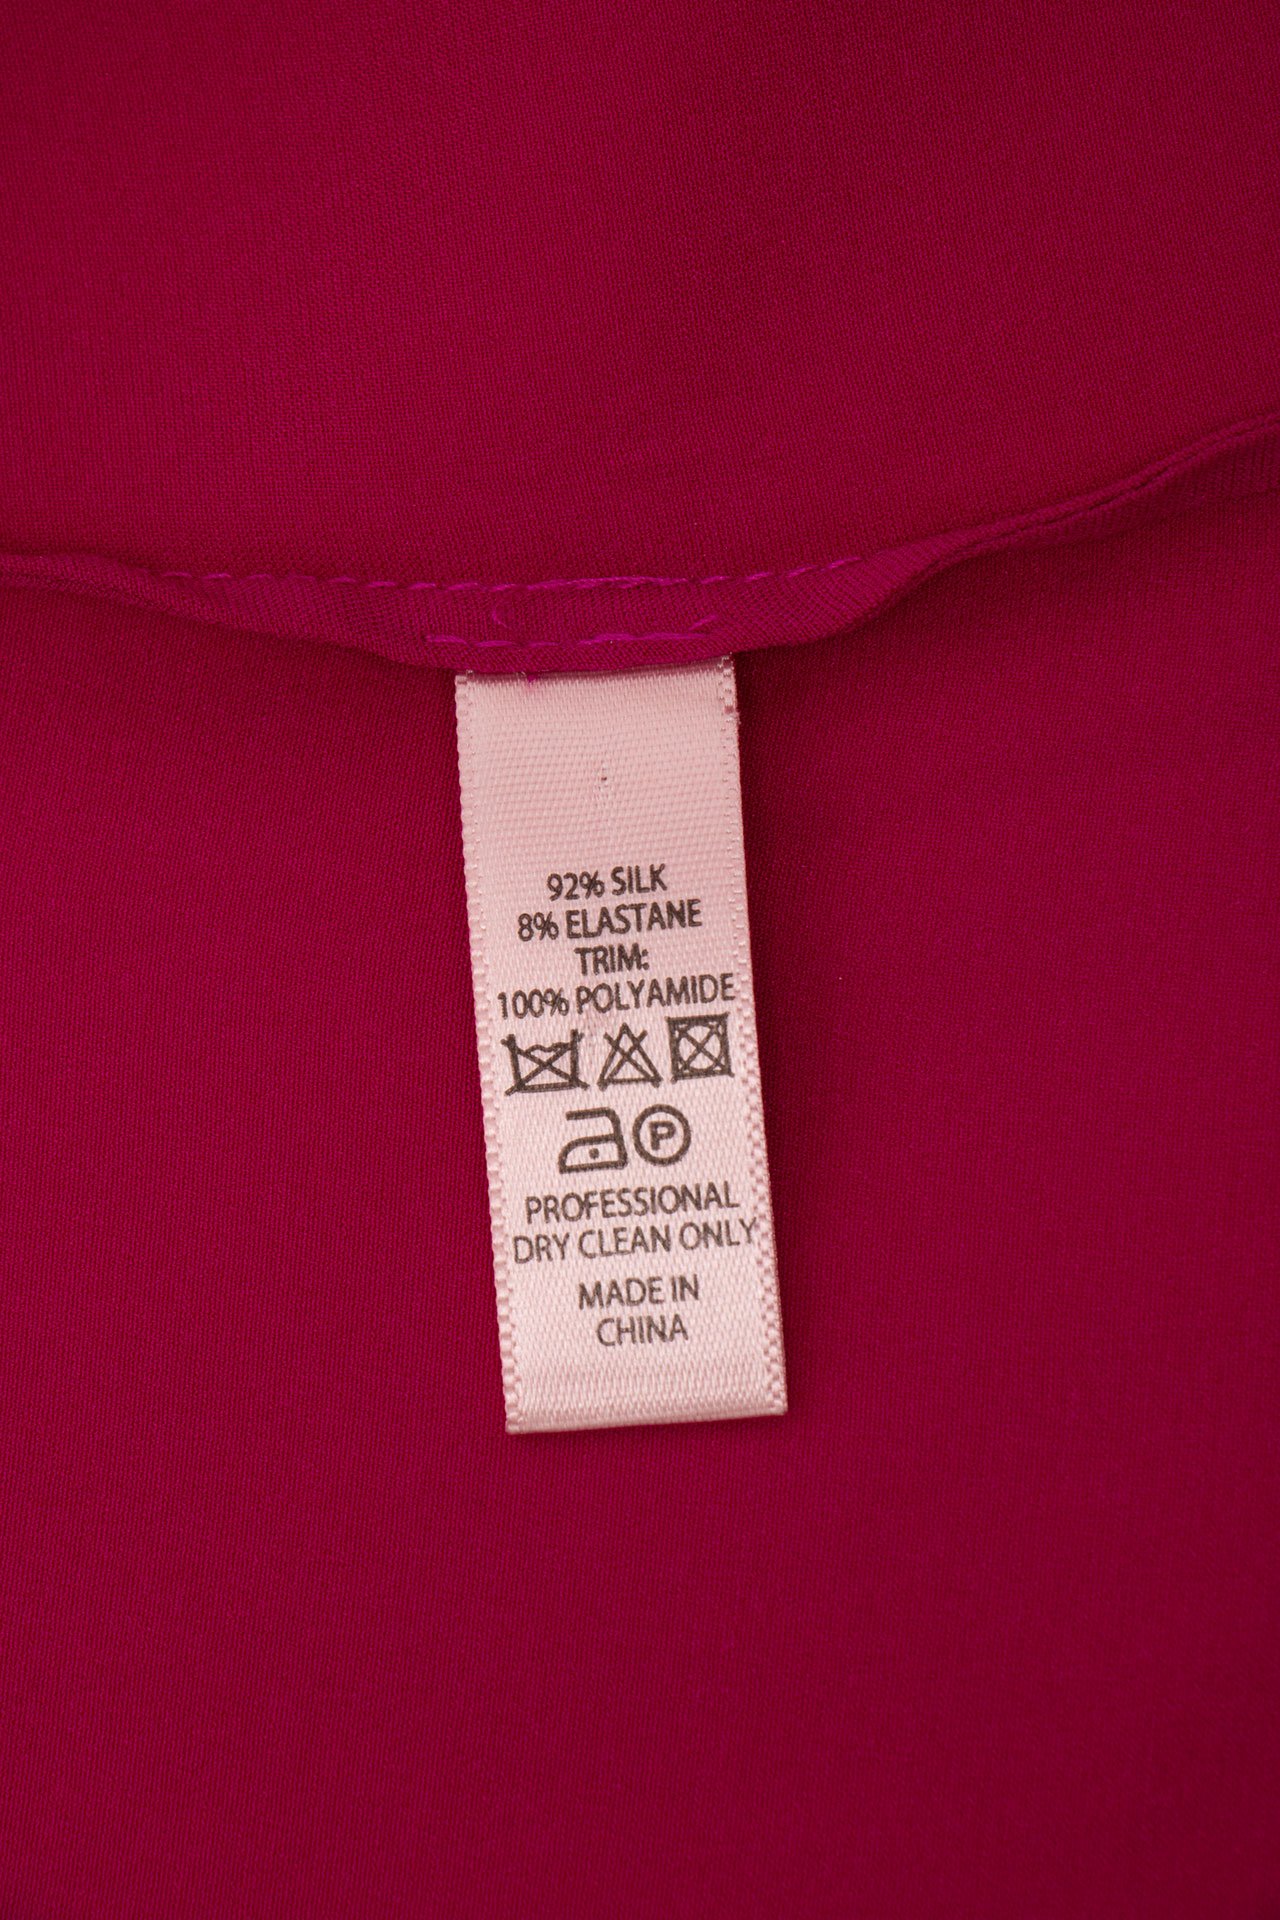 92% SILK
8% ELASTANE
TRIM:
100% POLYAMIDE
P
PROFESSIONAL
DRY CLEAN ONLY
MADE IN
CHINA